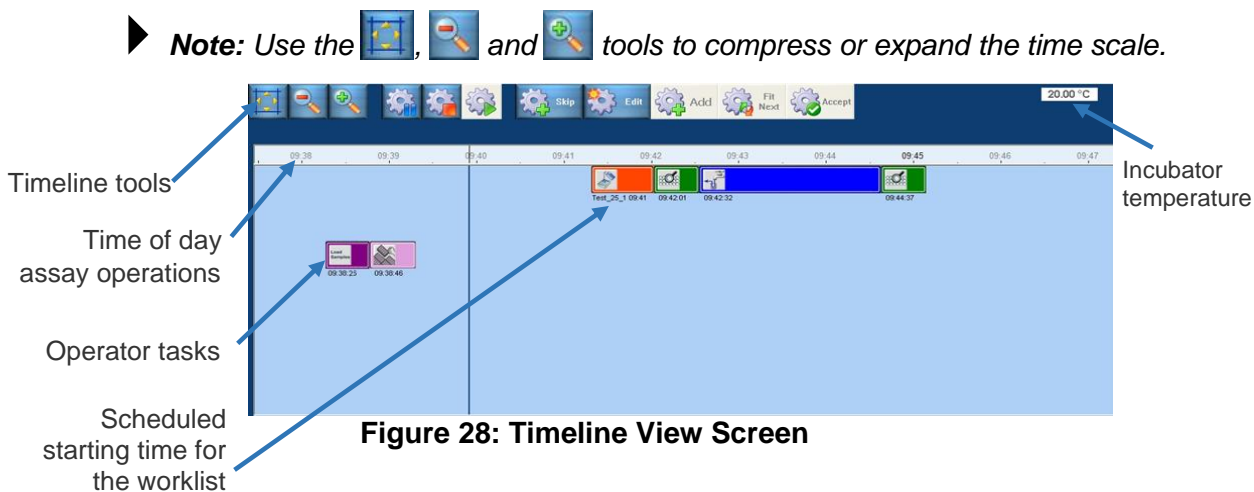 Note: Use the , and tools to compress or expand the time scale.
Skip Edit Add Fit Next Accept
20.00 °C
09:38 09:39 09:40 09:41 09:42 09:43 09:44 09:45 09:46 09:47
Timeline tools
Incubator
temperature
Test_25_1 09:41 09:42:01 09:42:32 09:44:37
Time of day
assay operations
Load
Samples
09:38:25 09:38:46
Operator tasks
Scheduled
starting time for
the worklist
Figure 28: Timeline View Screen